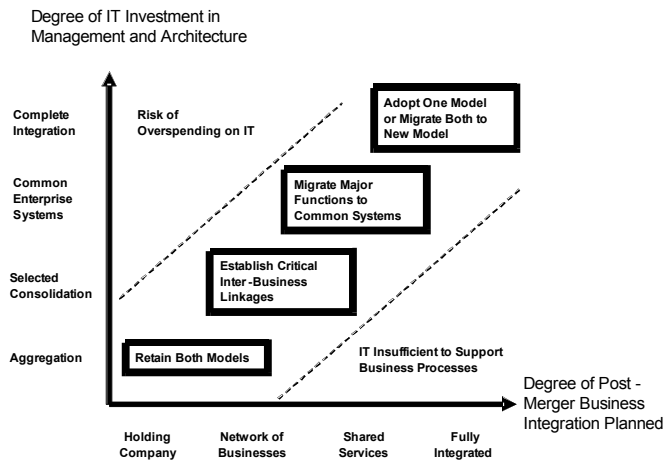 Degree of IT Investment in
Management and Architecture
Complete
Integration
Risk of
Overspending on IT
Adopt One Model
or Migrate Both to
New Model
Common
Enterprise
Systems
Migrate Major
Functions to
Common Systems
Selected
Consolidation
Establish Critical
Inter-Business
Linkages
Aggregation
Retain Both Models
IT Insufficient to Support
Business Processes
Degree of Post -
Merger Business
Integration Planned
Holding
Company
Network of
Businesses
Shared
Services
Fully
Integrated